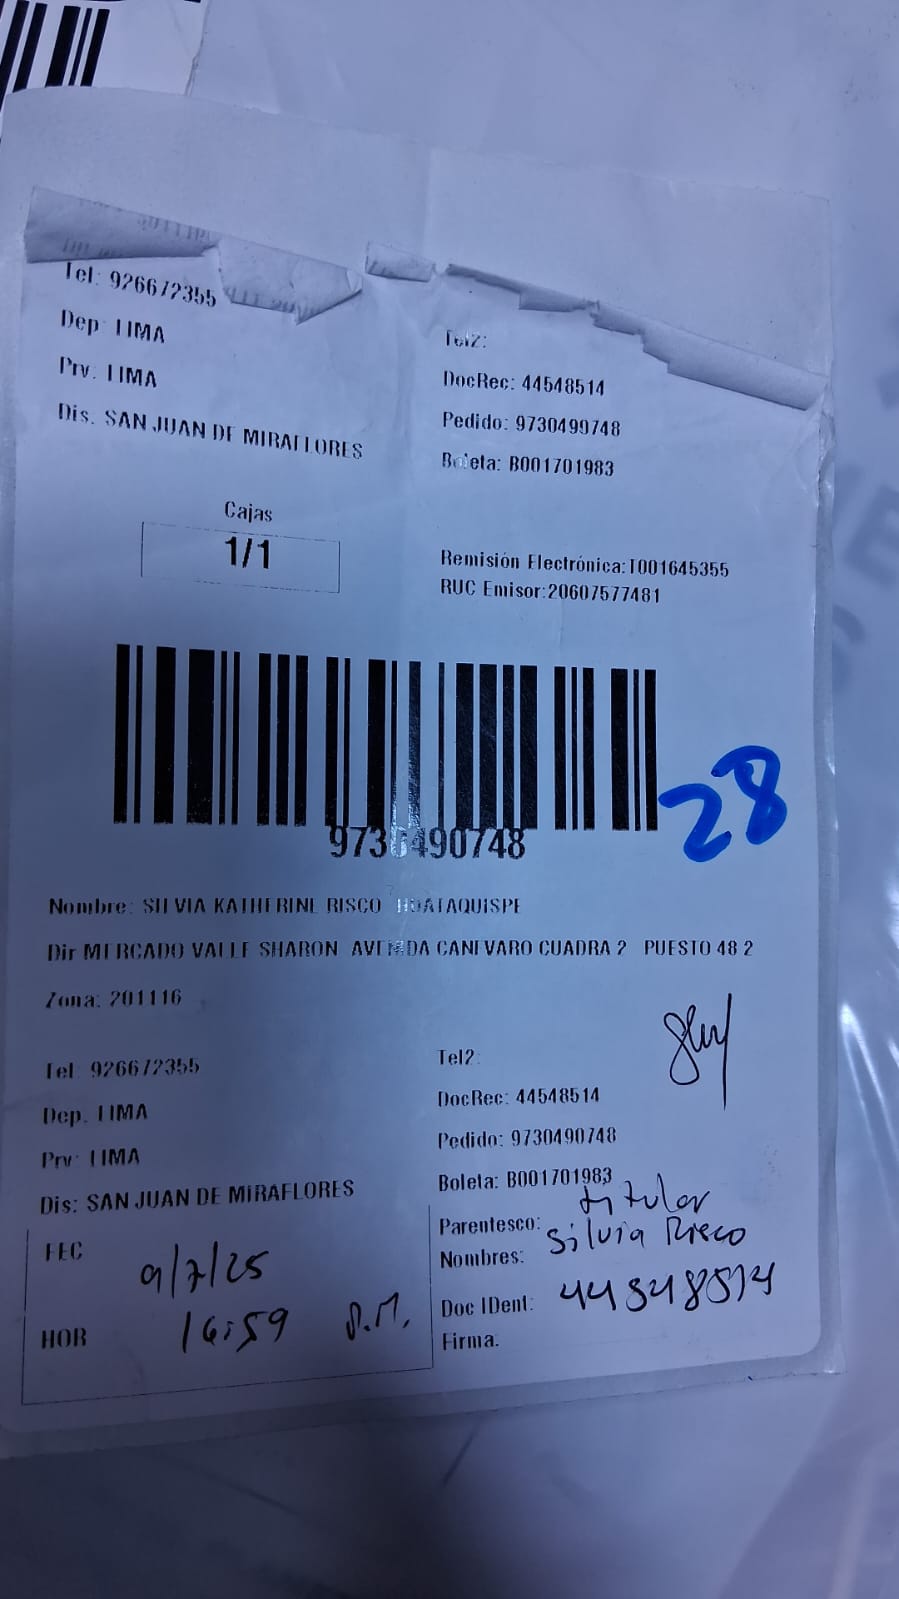 Tel: 926672355
Dep: LIMA
Prv: LIMA
Dis. SAN JUAN DE MIRAFLORES
Tel2:
DocRec: 44548514
Pedido: 9730490748
Boleta: B001701983
Cajas
1/1
Remisión Electrónica:T001645355
RUC Emisor:20607577481
9730490748
28
Nombre: SILVIA KATHERINE RISCO HUATAQUISPE
Dir MERCADO VALLE SHARON AVENIDA CANEVARO CUADRA 2 PUESTO 48 2
Zona: 201116
Tel: 926672355
Dep. LIMA
Prv: LIMA
Dis: SAN JUAN DE MIRAFLORES
Tel2:
DocRec: 44548514
Pedido: 9730490748
Boleta: B001701983
Parentesco: titular
Nombres: Silvia Risco
Doc IDent: 44548514
Firma:
FEC 9/7/25
HOR 16:59 P.M.